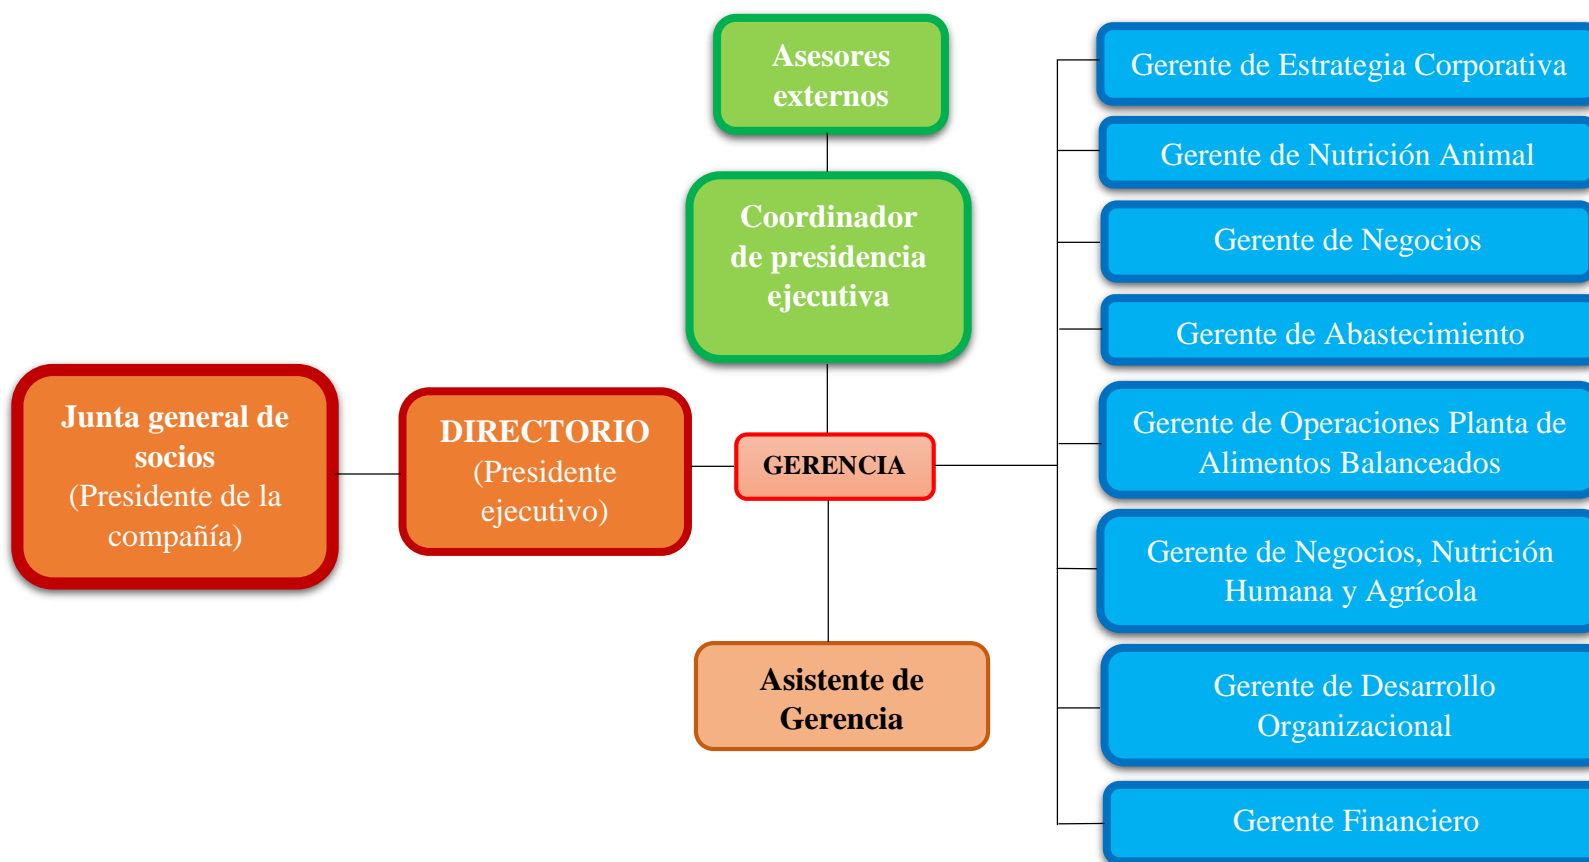 Asesores
externos
Coordinador
de presidencia
ejecutiva
Junta general de
socios
(Presidente de la
compañía)
DIRECTORIO
(Presidente
ejecutivo)
GERENCIA
Asistente de
Gerencia
Gerente de Estrategia Corporativa
Gerente de Nutrición Animal
Gerente de Negocios
Gerente de Abastecimiento
Gerente de Operaciones Planta de
Alimentos Balanceados
Gerente de Negocios, Nutrición
Humana y Agrícola
Gerente de Desarrollo
Organizacional
Gerente Financiero